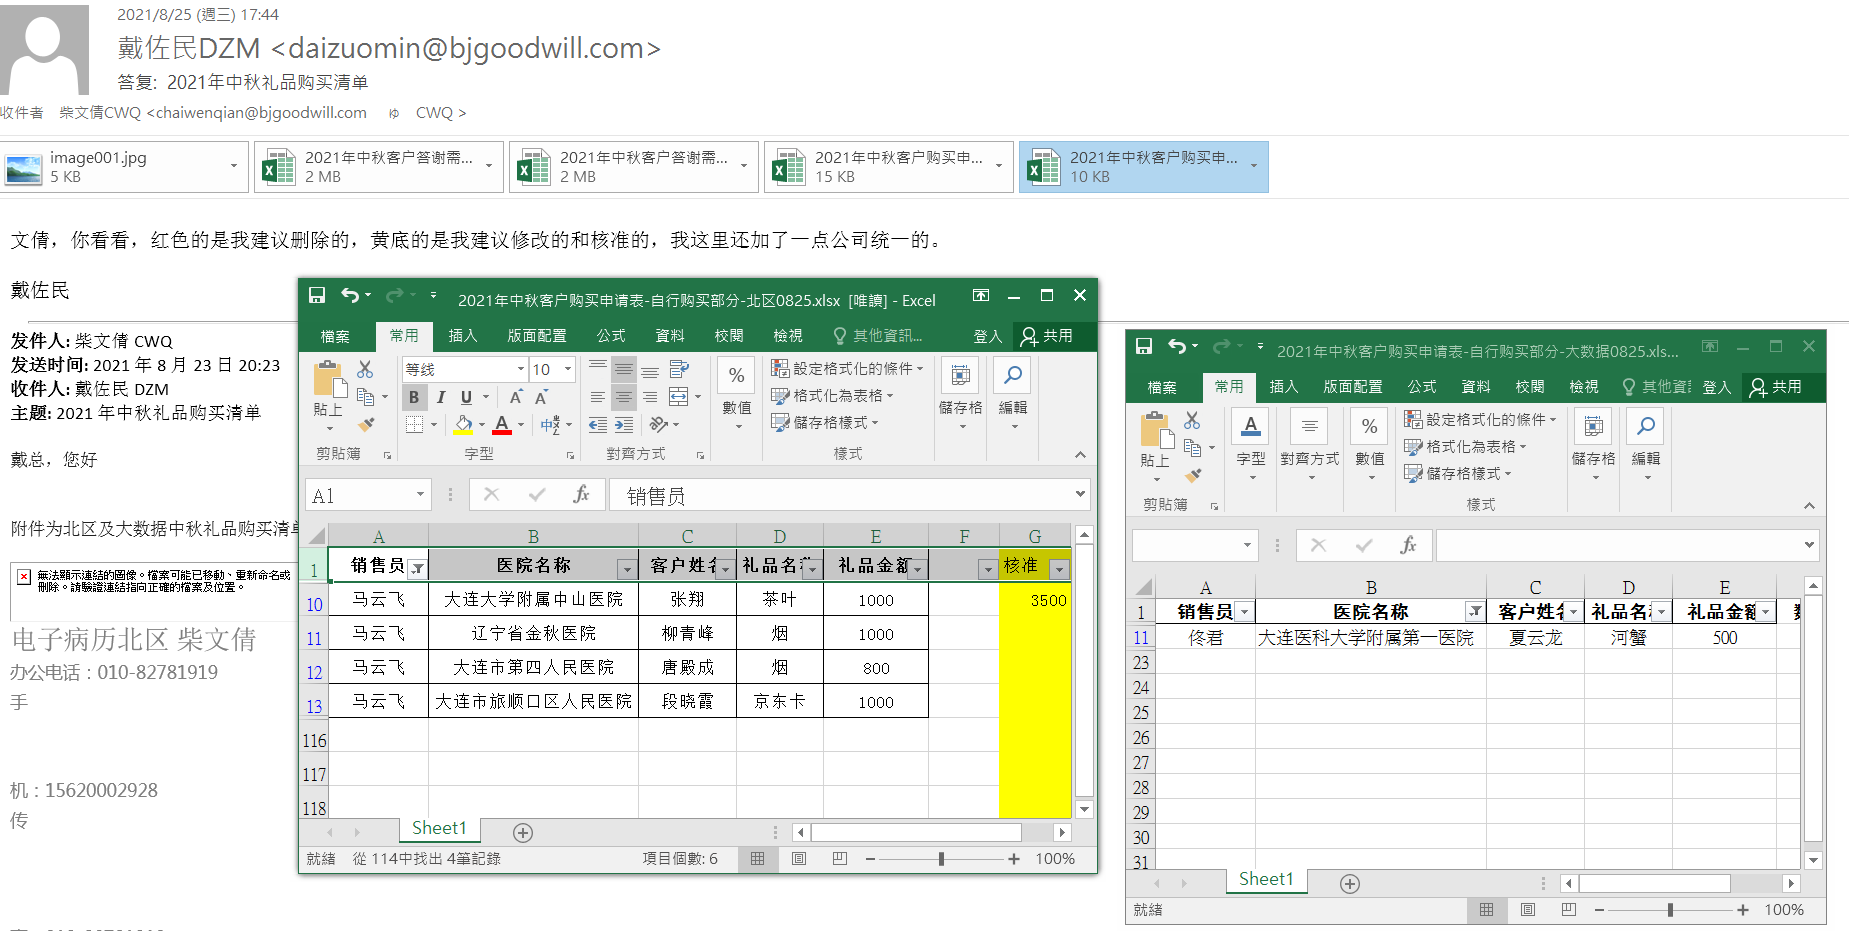 2021/8/25 (週三) 17:44
戴佐民DZM <daizuomin@bjgoodwill.com>
答复: 2021年中秋礼品购买清单
收件者 柴文倩CWQ <chaiwenqian@bjgoodwill.com CWQ >
image001.jpg
5 KB
2021年中秋客户答谢需...
2 MB
2021年中秋客户答谢需...
2 MB
2021年中秋客户购买申...
15 KB
2021年中秋客户购买申...
10 KB
文倩，你看看，红色的是我建议删除的，黄底的是我建议修改的和核准的，我这里还加了一点公司统一的。
戴佐民
发件人: 柴文倩 CWQ
发送时间: 2021 年 8 月 23 日 20:23
收件人: 戴佐民 DZM
主题: 2021 年中秋礼品购买清单
戴总，您好
附件为北区及大数据中秋礼品购买清单
無法顯示連結的圖像。檔案可能已移動、重新命名或
刪除。請驗證連結指向正確的檔案及位置。
电子病历北区 柴文倩
办公电话：010-82781919
手
机：15620002928
传
2021年中秋客户购买申请表-自行购买部分-北区0825.xlsx [唯讀] - Excel
檔案 常用 插入 版面配置 公式 資料 校閱 檢視 其他資訊... 登入 共用
等线 10
B I U A A
A 中
貼上 % 數值
設定格式化的條件
格式化為表格
儲存格樣式
儲存格 編輯
剪貼簿 字型 對齊方式 樣式
A1 fx 销售员
A B C D E F G
1 销售员 医院名称 客户姓名 礼品名称 礼品金额 核准
10 马云飞 大连大学附属中山医院 张翔 茶叶 1000 3500
11 马云飞 辽宁省金秋医院 柳青峰 烟 1000
12 马云飞 大连市第四人民医院 唐殿成 烟 800
13 马云飞 大连市旅顺口区人民医院 段晓霞 京东卡 1000
116
117
118
Sheet1
就緒 從 114中找出 4筆記錄 項目個數: 6 100%
2021年中秋客户购买申请表-自行购买部分-大数据0825.xls...
檔案 常用 插入 版面配置 公式 資料 校閱 檢視 其他資 登入 共用
貼上 A 字型 對齊方式 % 數值
設定格式化的條件
格式化為表格
儲存格樣式
儲存格 編輯
剪貼簿 樣式
fx
A B C D E
1 销售员 医院名称 客户姓名 礼品名称 礼品金额
11 佟君 大连医科大学附属第一医院 夏云龙 河蟹 500
23
24
25
26
27
28
29
30
31
Sheet1
就緒 100%